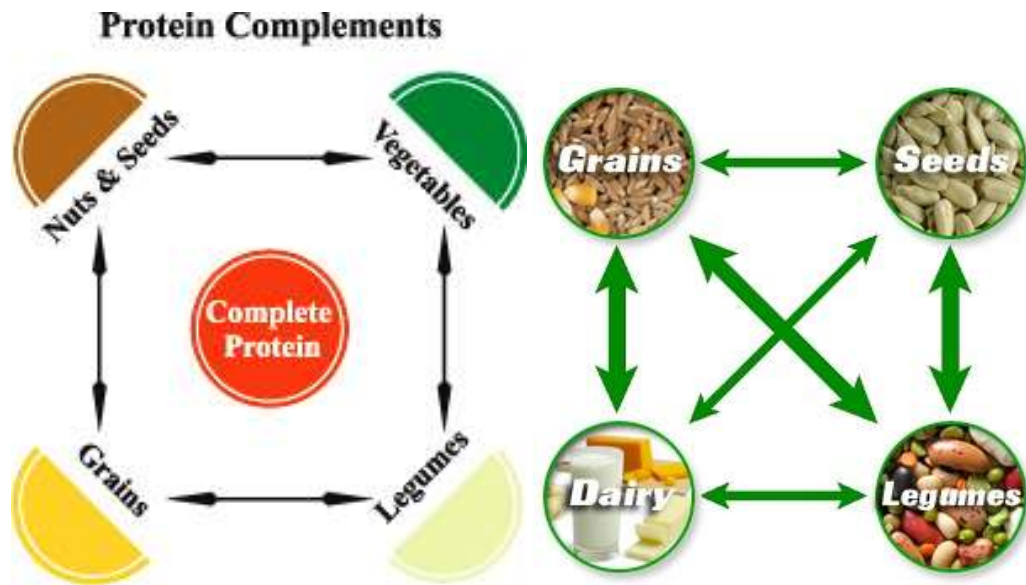 Protein Complements
Nuts & Seeds
Vegetables
Complete
Protein
Grains
Legumes
Grains
Seeds
Dairy
Legumes